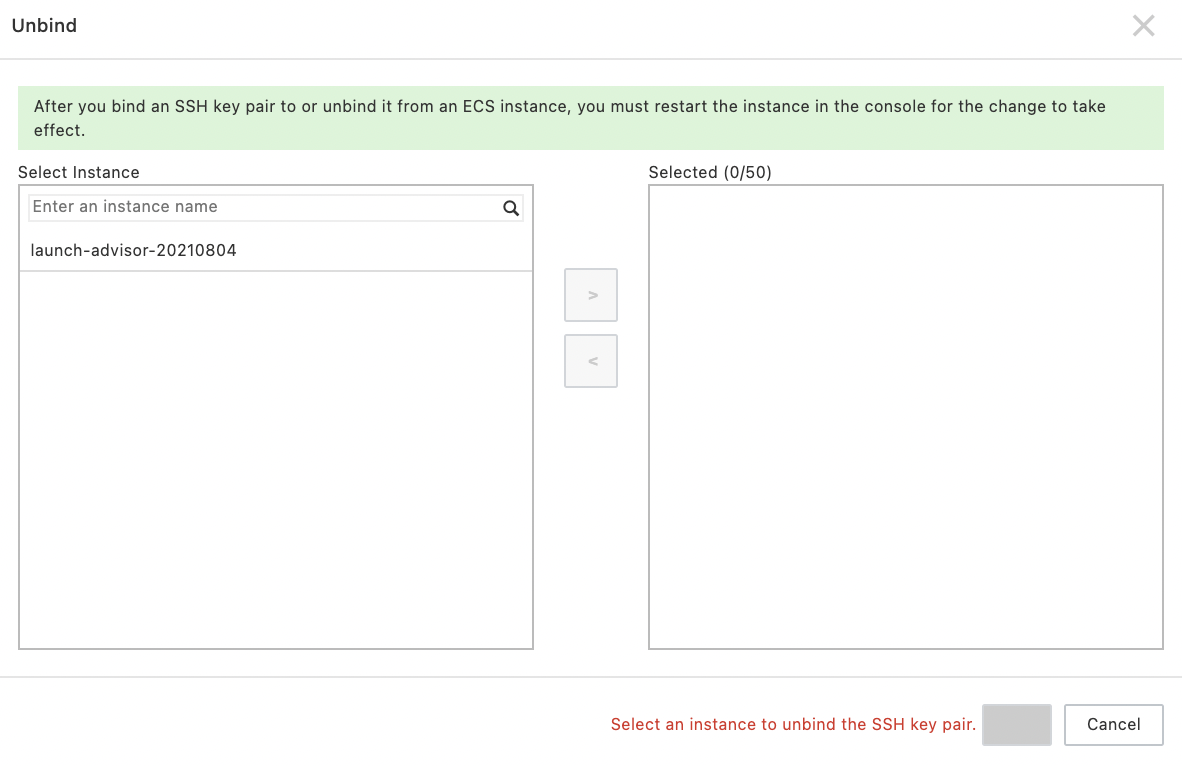 Unbind
After you bind an SSH key pair to or unbind it from an ECS instance, you must restart the instance in the console for the change to take
effect.
Select Instance
Selected (0/50)
Enter an instance name
launch-advisor-20210804
>
<
Select an instance to unbind the SSH key pair.
Cancel